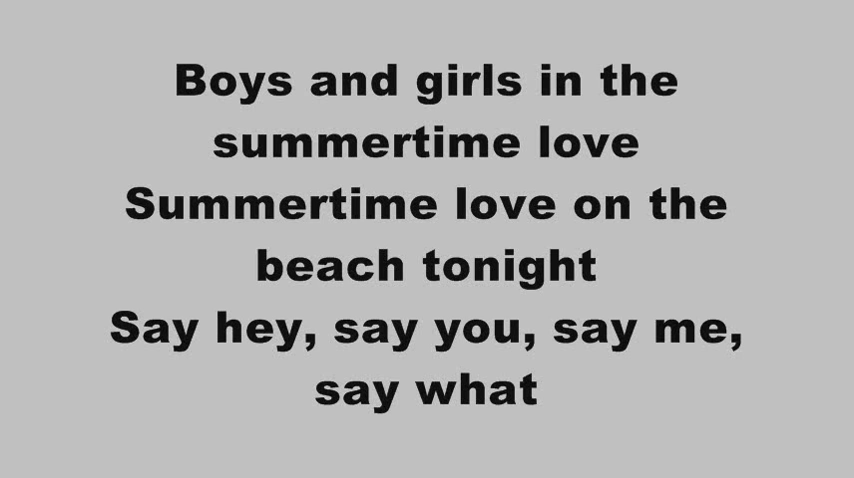 Boys and girls in the
summertime love
Summertime love on the
beach tonight
Say hey, say you, say me,
say what